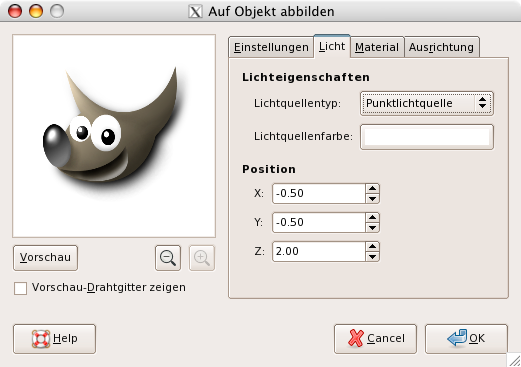 Auf Objekt abbilden
Einstellungen Licht Material Ausrichtung
Lichteigenschaften
Lichtquellentyp: Punktlichtquelle
Lichtquellenfarbe:
Position
X: -0.50
Y: -0.50
Z: 2.00
Vorschau
Vorschau-Drahtgitter zeigen
Help Cancel OK